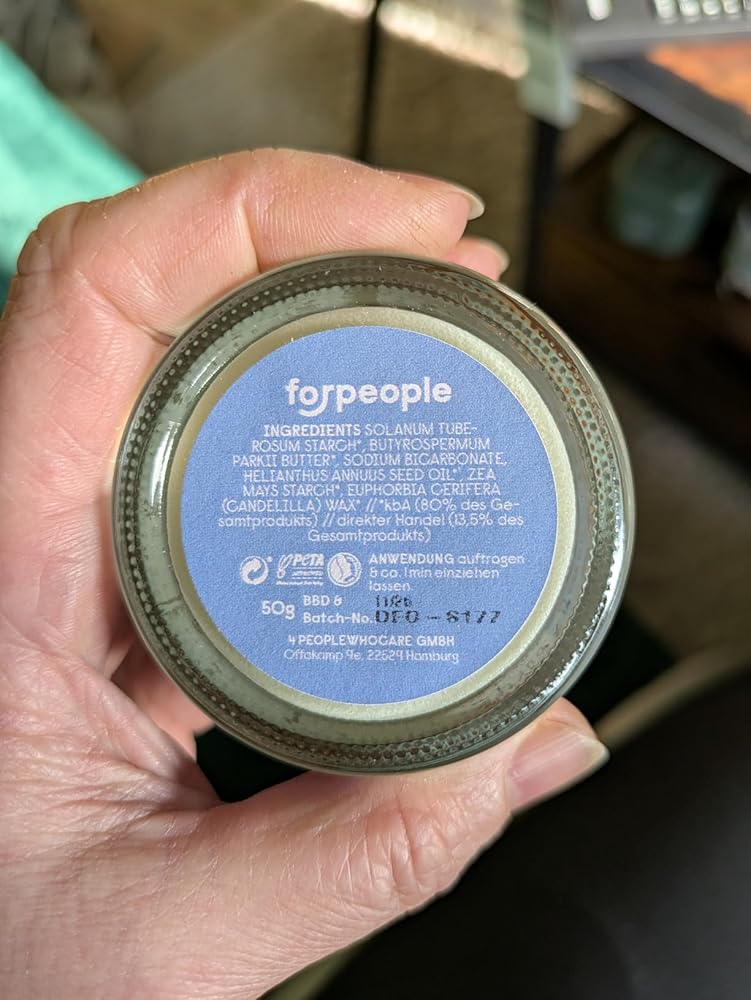 forpeople
INGREDIENTS SOLANUM TUBE-
ROSUM STARCH*, BUTYROSPERMUM
PARKII BUTTER*, SODIUM BICARBONATE,
HELIANTHUS ANNUUS SEED OIL*, ZEA
MAYS STARCH*, EUPHORBIA CERIFERA
(CANDELILLA) WAX* //*kbA (80% des Ge-
samtprodukts) // direkter Handel (13,5% des
Gesamtprodukts)
PETA
ANWENDUNG auftragen
& ca. 1 min einziehen
lassen.
50g BBD & 11/26
Batch-No. DEO - S177
4 PEOPLEWHOCARE GMBH
Offakamp 9e, 22529 Hamburg